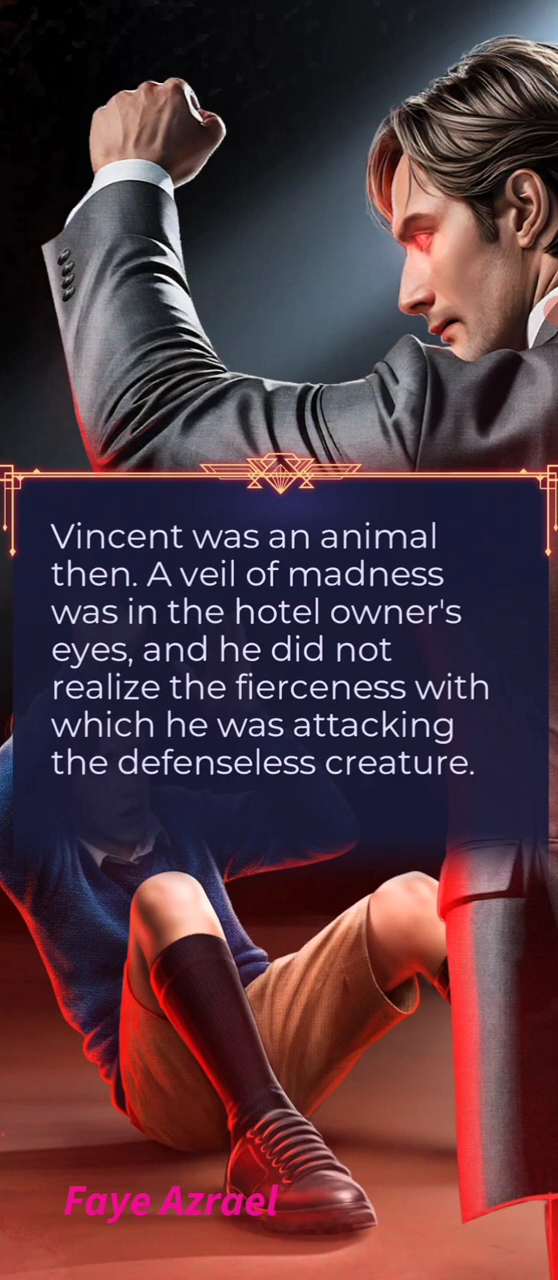 Vincent was an animal
then. A veil of madness
was in the hotel owner's
eyes, and he did not
realize the fierceness with
which he was attacking
the defenseless creature.
Faye Azrael